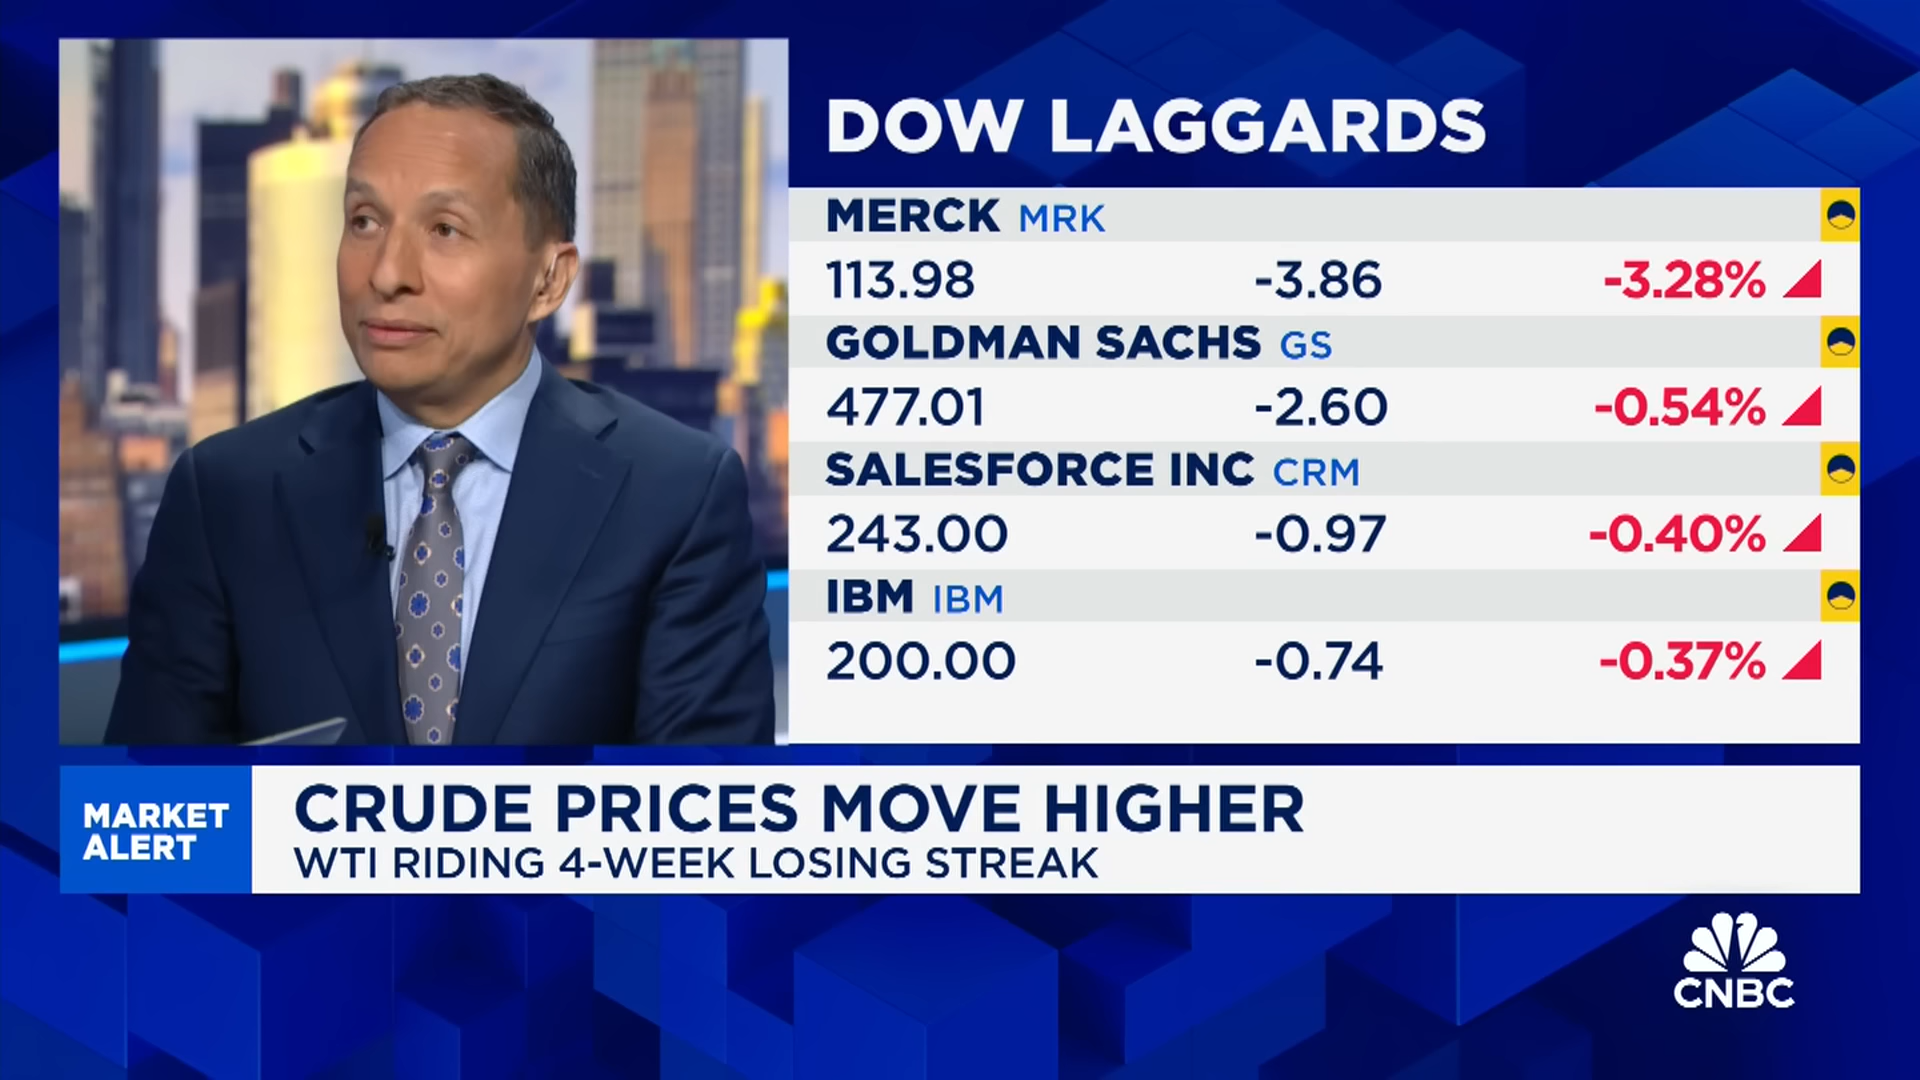 DOW LAGGARDS
MERCK MRK
113.98 -3.86 -3.28%
GOLDMAN SACHS GS
477.01 -2.60 -0.54%
SALESFORCE INC CRM
243.00 -0.97 -0.40%
IBM IBM
200.00 -0.74 -0.37%
MARKET
ALERT
CRUDE PRICES MOVE HIGHER
WTI RIDING 4-WEEK LOSING STREAK
CNBC